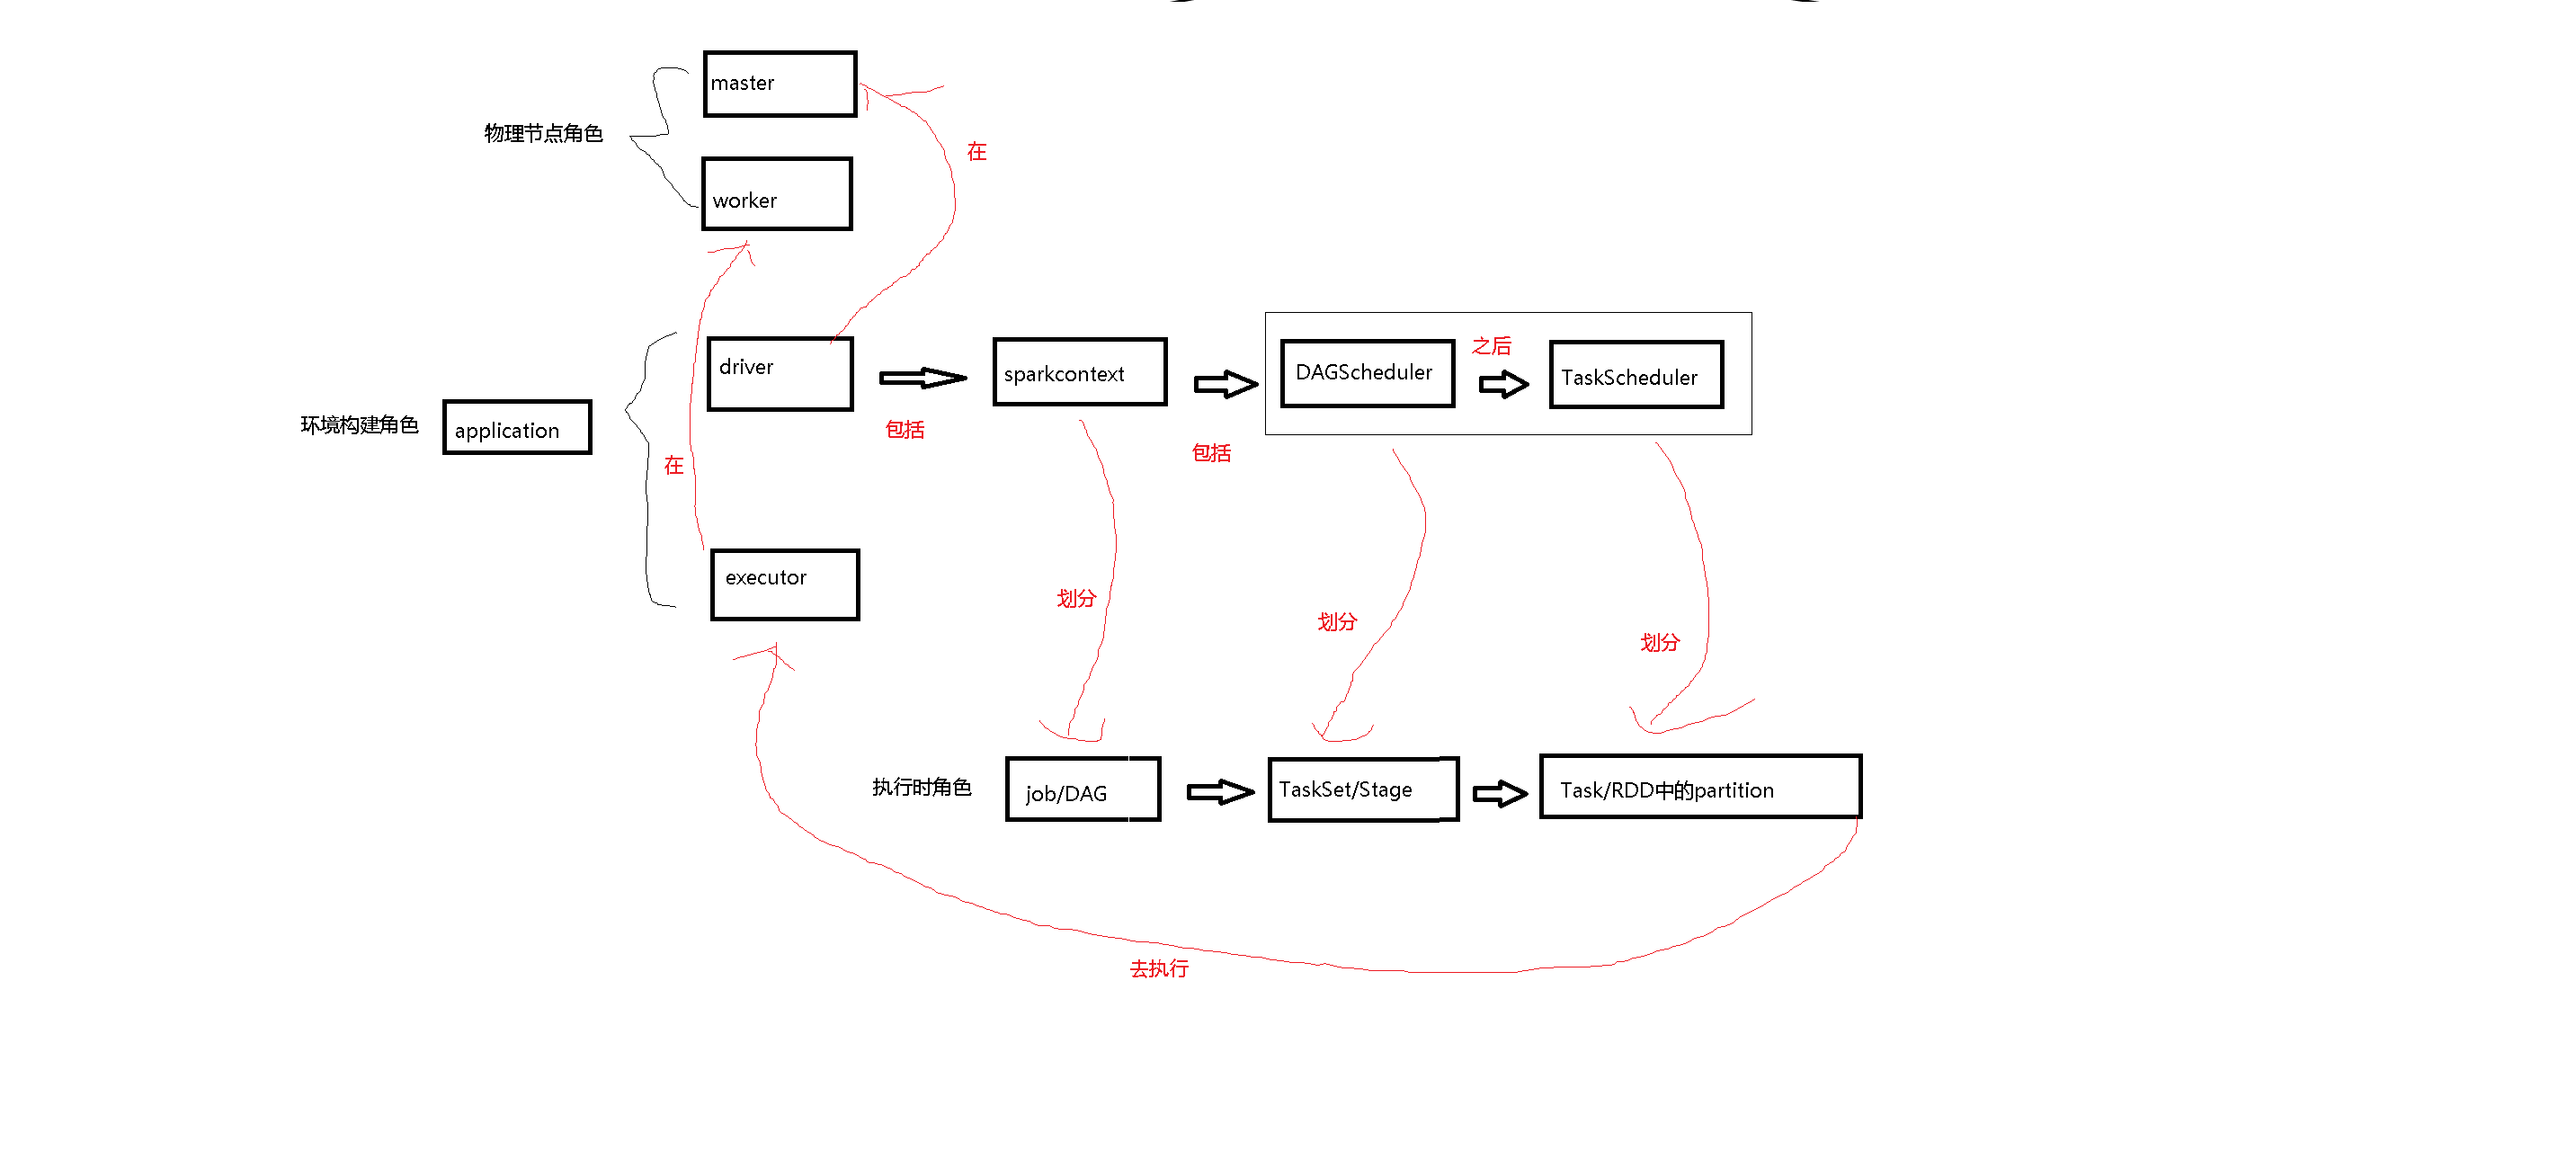 master
物理节点角色
在
worker
driver
包括
sparkcontext
包括
DAGScheduler
之后
TaskScheduler
环境构建角色
application
在
executor
划分
划分
划分
执行时角色
job/DAG
TaskSet/Stage
Task/RDD中的partition
去执行